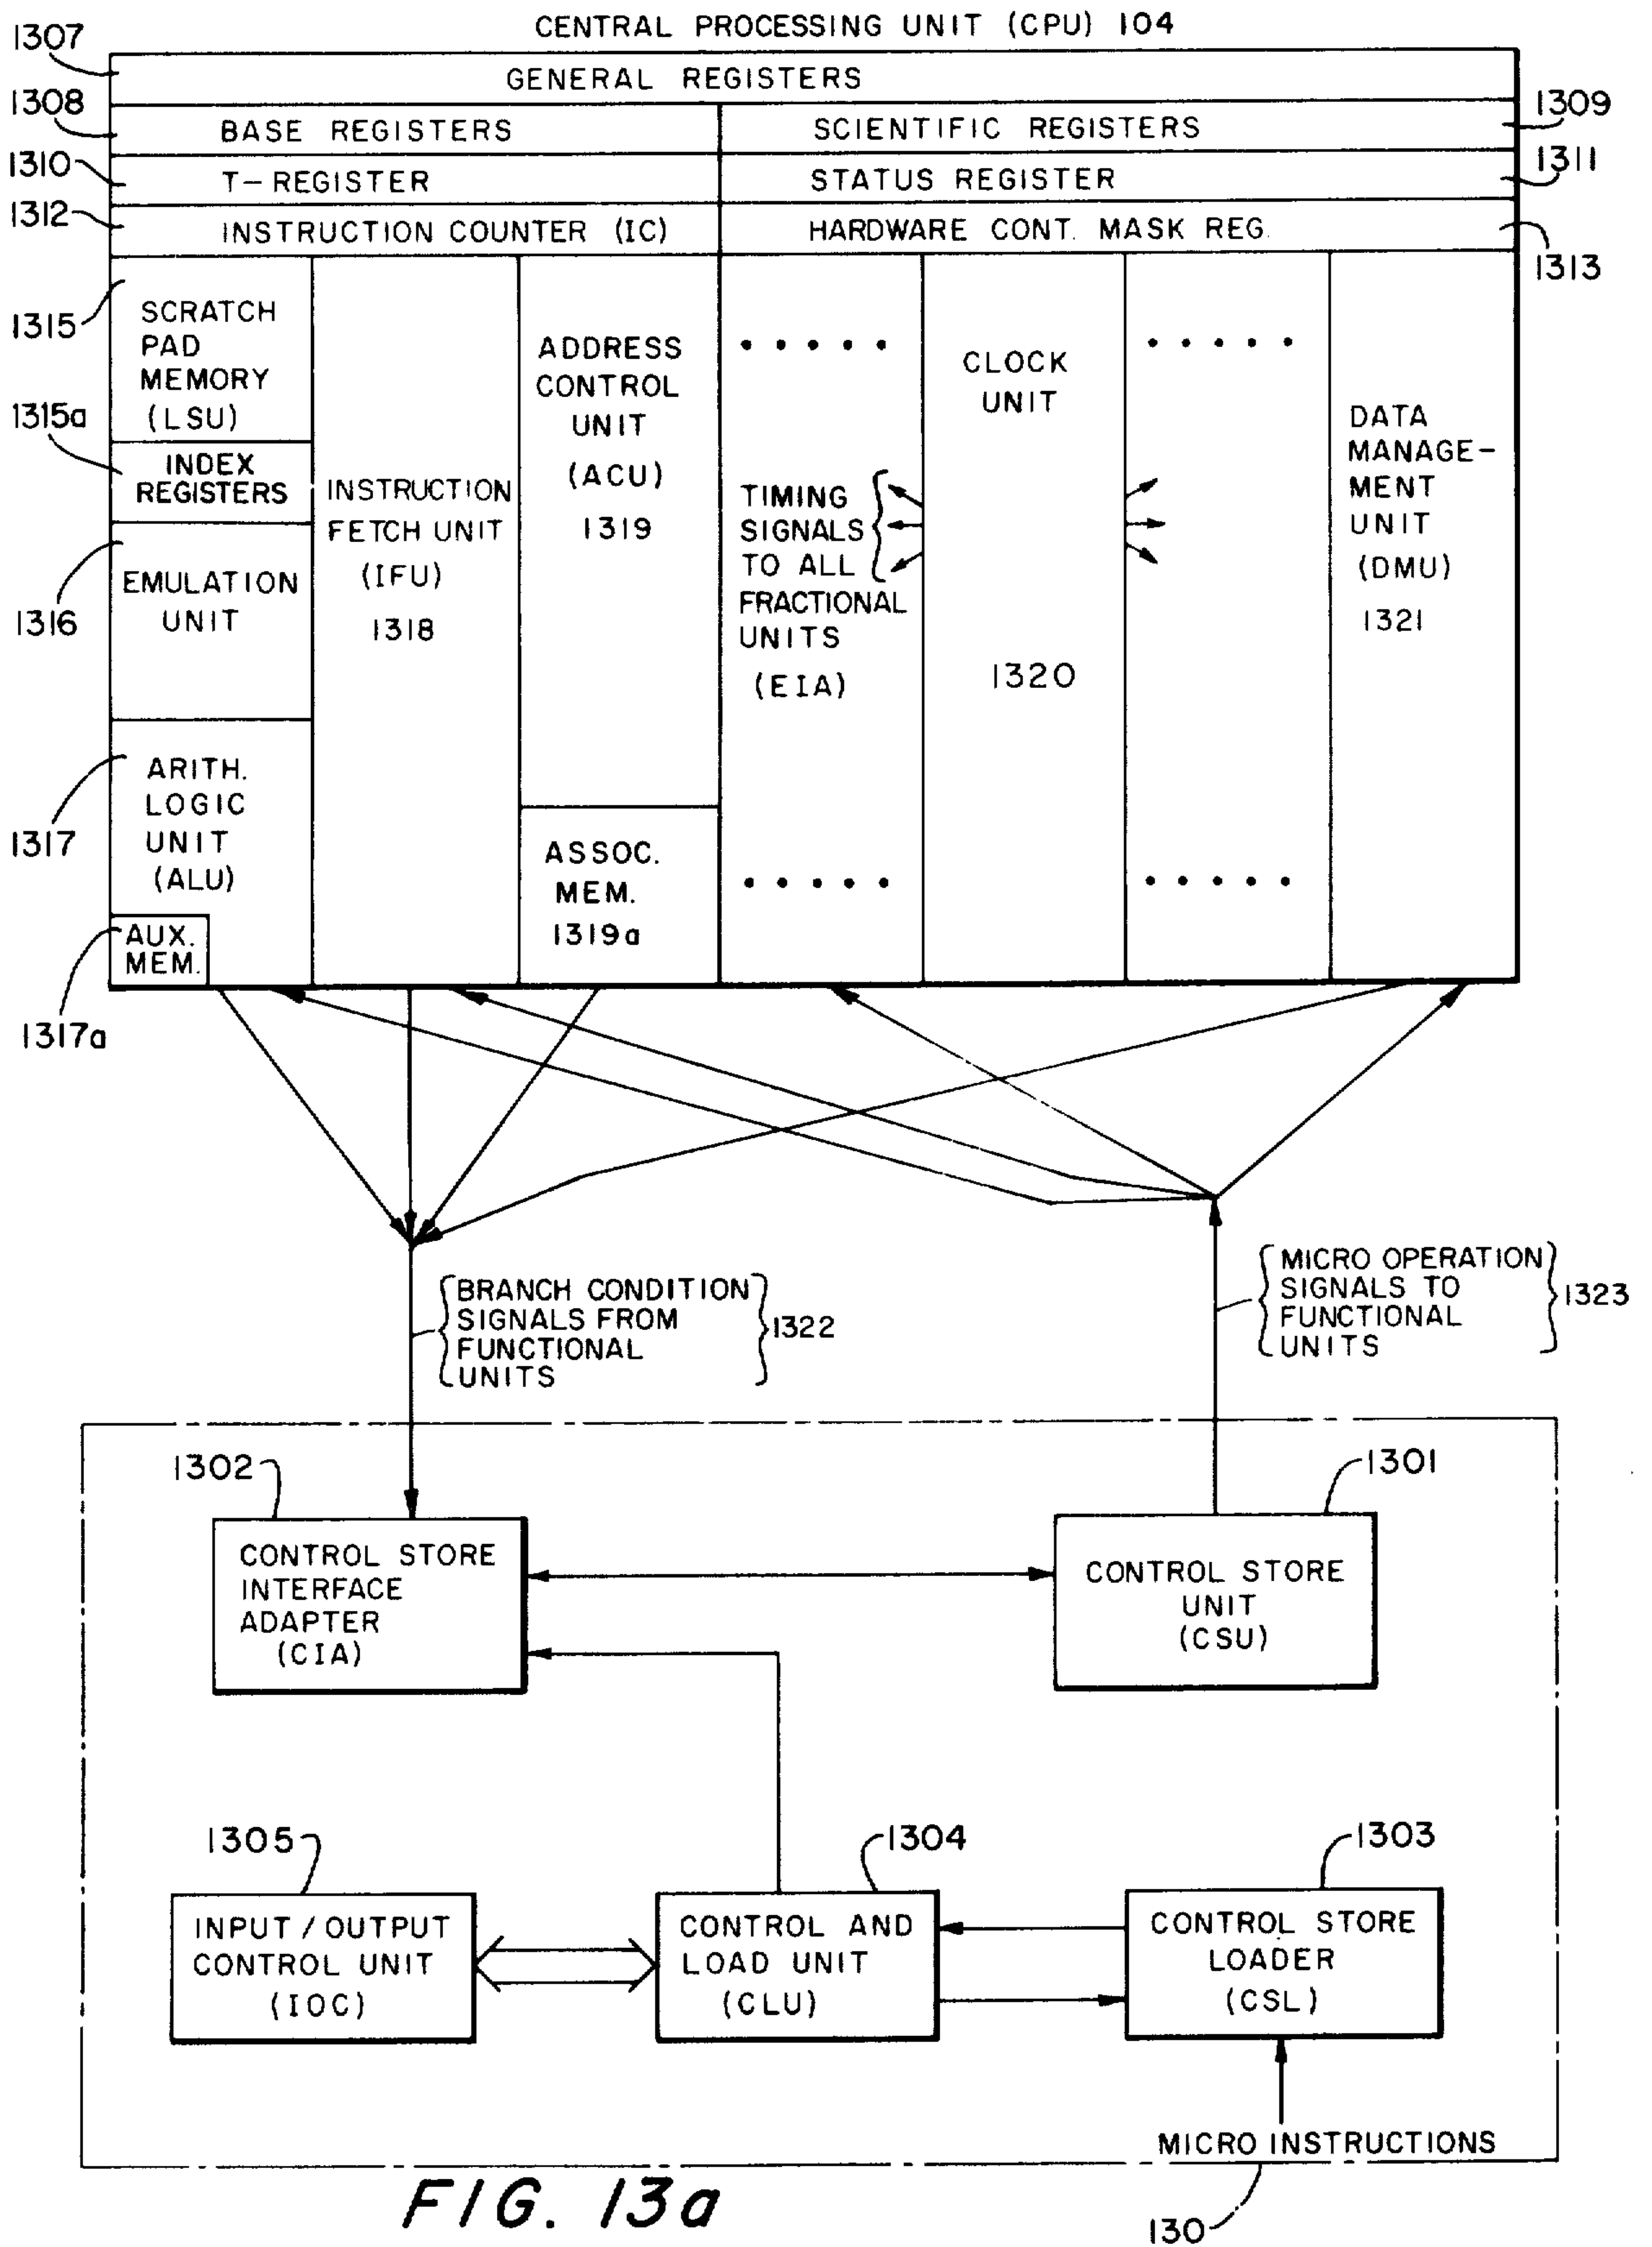 CENTRAL PROCESSING UNIT (CPU) 104
1307
GENERAL REGISTERS
1308
BASE REGISTERS
SCIENTIFIC REGISTERS
1309
1310
T-REGISTER
STATUS REGISTER
1311
1312
INSTRUCTION COUNTER (IC)
HARDWARE CONT. MASK REG.
1313
1315
SCRATCH
PAD
MEMORY
(LSU)
1315a
INDEX
REGISTERS
1316
EMULATION
UNIT
1317
ARITH.
LOGIC
UNIT
(ALU)
AUX.
MEM.
1317a
INSTRUCTION
FETCH UNIT
(IFU)
1318
ADDRESS
CONTROL
UNIT
(ACU)
1319
ASSOC.
MEM.
1319a
.....
TIMING
SIGNALS
TO ALL
FRACTIONAL
UNITS
(EIA)
.....
CLOCK
UNIT
1320
.....
.....
DATA
MANAGE-
MENT
UNIT
(DMU)
1321
BRANCH CONDITION
SIGNALS FROM
FUNCTIONAL
UNITS
1322
MICRO OPERATION
SIGNALS TO
FUNCTIONAL
UNITS
1323
1302
CONTROL STORE
INTERFACE
ADAPTER
(CIA)
1301
CONTROL STORE
UNIT
(CSU)
1305
INPUT/OUTPUT
CONTROL UNIT
(IOC)
1304
CONTROL AND
LOAD UNIT
(CLU)
1303
CONTROL STORE
LOADER
(CSL)
MICRO INSTRUCTIONS
130
FIG. 13a